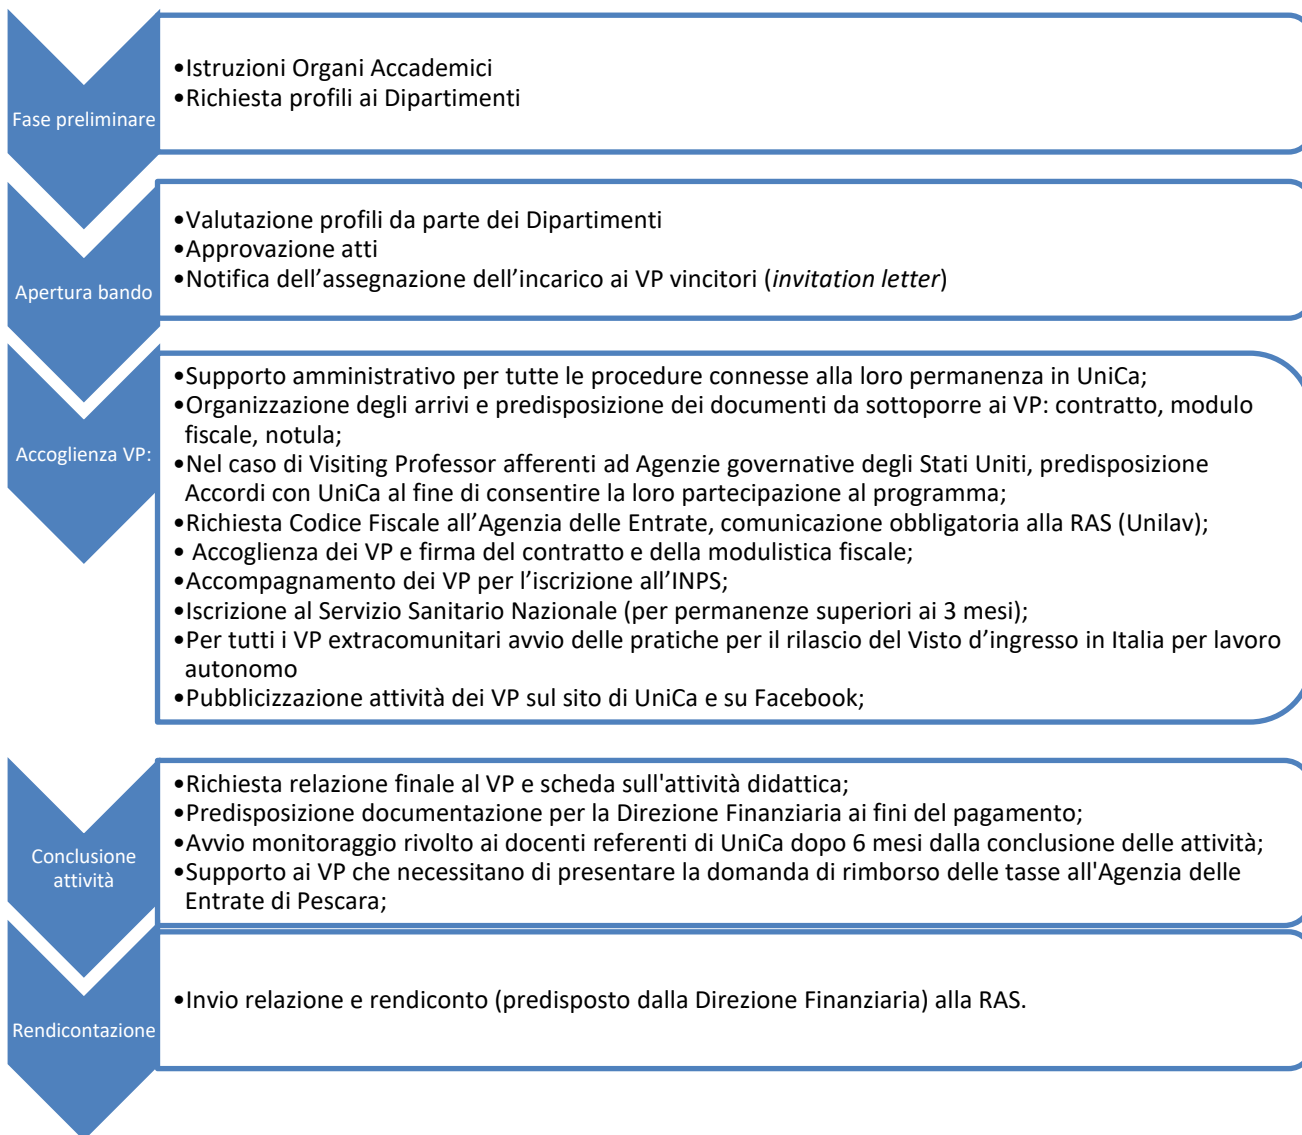 Fase preliminare
•Istruzioni Organi Accademici
•Richiesta profili ai Dipartimenti
Apertura bando
•Valutazione profili da parte dei Dipartimenti
•Approvazione atti
•Notifica dell’assegnazione dell’incarico ai VP vincitori (invitation letter)
Accoglienza VP:
•Supporto amministrativo per tutte le procedure connesse alla loro permanenza in UniCa;
•Organizzazione degli arrivi e predisposizione dei documenti da sottoporre ai VP: contratto, modulo
fiscale, notula;
•Nel caso di Visiting Professor afferenti ad Agenzie governative degli Stati Uniti, predisposizione
Accordi con UniCa al fine di consentire la loro partecipazione al programma;
•Richiesta Codice Fiscale all’Agenzia delle Entrate, comunicazione obbligatoria alla RAS (Unilav);
• Accoglienza dei VP e firma del contratto e della modulistica fiscale;
•Accompagnamento dei VP per l’iscrizione all’INPS;
•Iscrizione al Servizio Sanitario Nazionale (per permanenze superiori ai 3 mesi);
•Per tutti i VP extracomunitari avvio delle pratiche per il rilascio del Visto d’ingresso in Italia per lavoro
autonomo
•Pubblicizzazione attività dei VP sul sito di UniCa e su Facebook;
Conclusione
attività
•Richiesta relazione finale al VP e scheda sull'attività didattica;
•Predisposizione documentazione per la Direzione Finanziaria ai fini del pagamento;
•Avvio monitoraggio rivolto ai docenti referenti di UniCa dopo 6 mesi dalla conclusione delle attività;
•Supporto ai VP che necessitano di presentare la domanda di rimborso delle tasse all'Agenzia delle
Entrate di Pescara;
Rendicontazione
•Invio relazione e rendiconto (predisposto dalla Direzione Finanziaria) alla RAS.